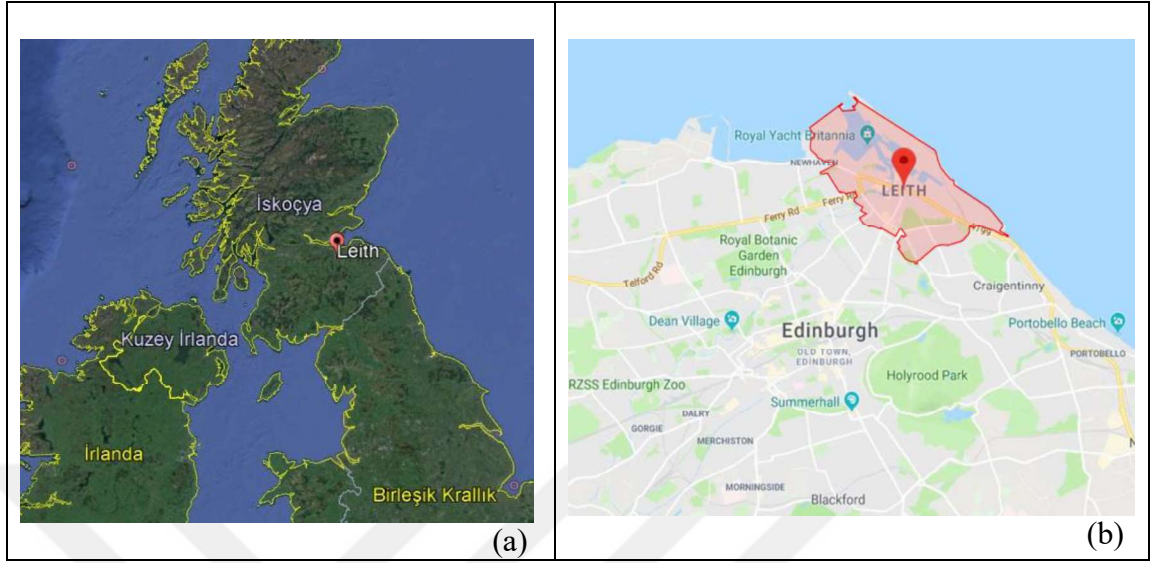 İskoçya
Leith
Kuzey İrlanda
İrlanda
Birleşik Krallık
(a)
Royal Yacht Britannia
NEWHAVEN
LEITH
Ferry Rd
Ferry Rd
A199
Royal Botanic
Garden
Edinburgh
Telford Rd
Craigentinny
Dean Village
Edinburgh
Portobello Beach
OLD TOWN,
EDINBURGH
PORTOBELLO
Holyrood Park
RZSS Edinburgh Zoo
Summerhall
DALRY
GORGIE
MERCHISTON
N
MORNINGSIDE
Blackford
(b)